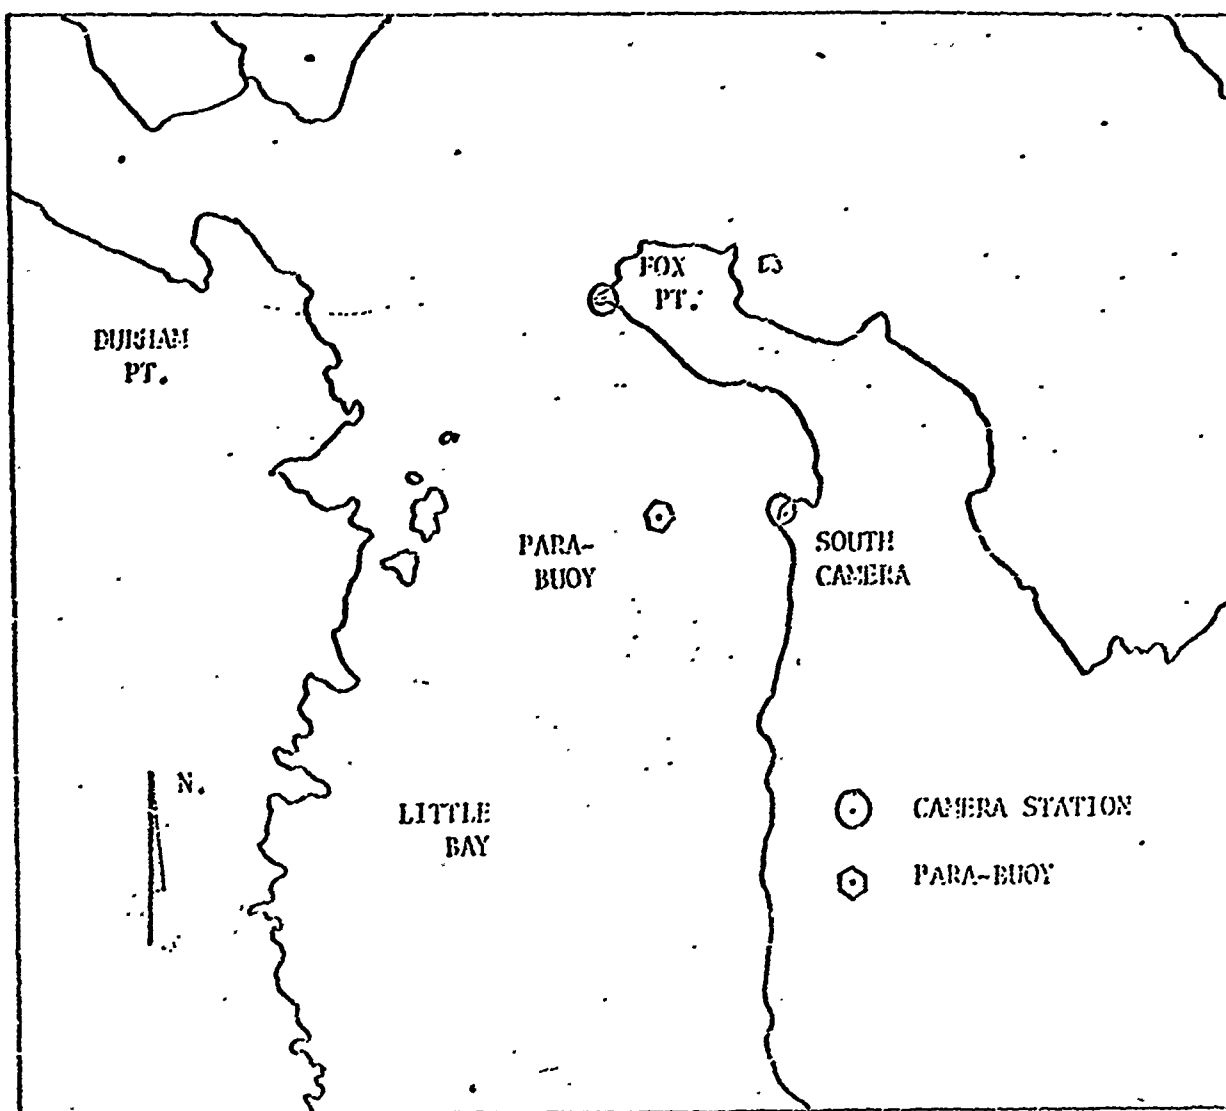 FOX
PT.
DURHAM
PT.
PARA-
BUOY
SOUTH
CAMERA
N.
LITTLE
BAY
CAMERA STATION
PARA-BUOY